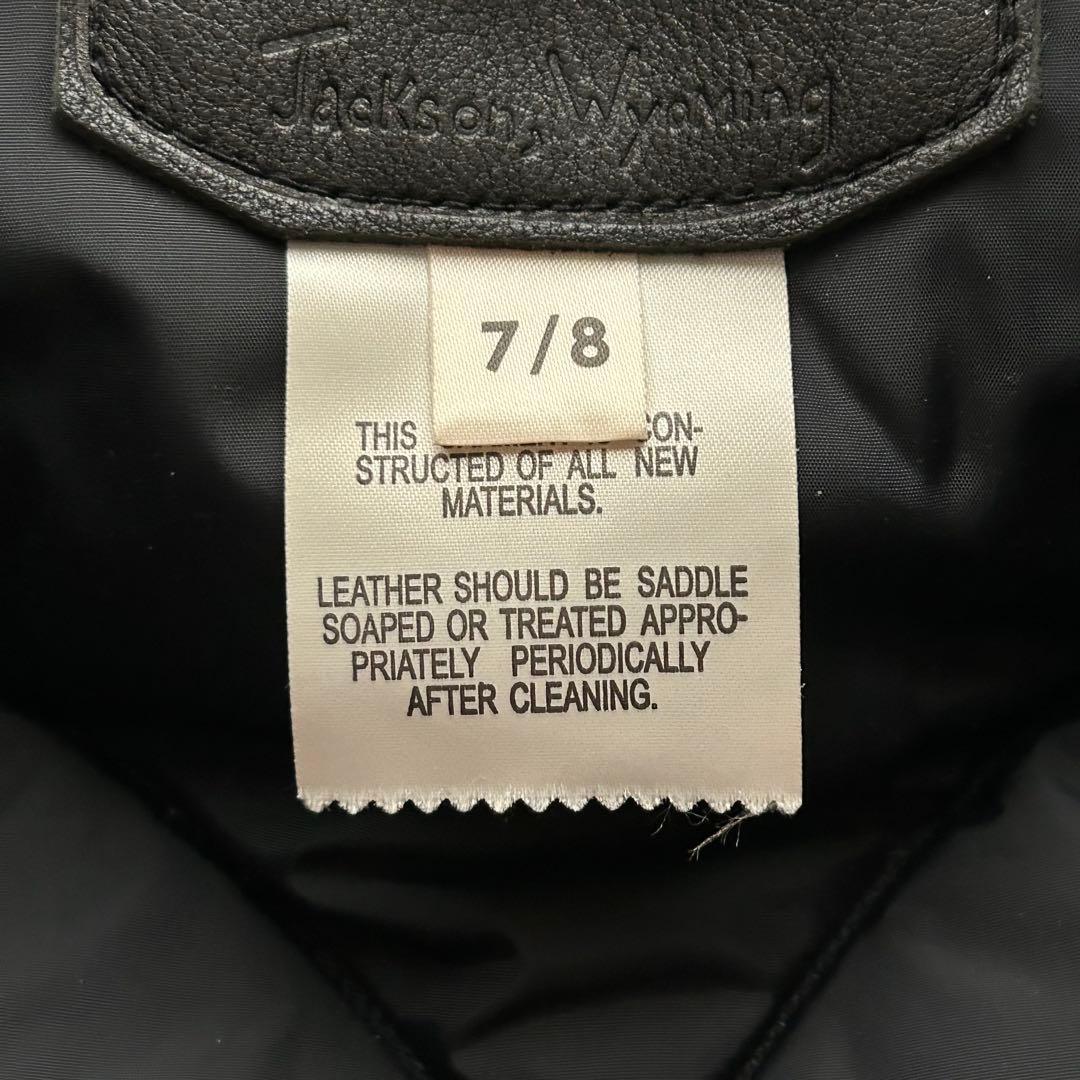 Jackson, Wyoming
7/8
THIS CON-
STRUCTED OF ALL NEW
MATERIALS.
LEATHER SHOULD BE SADDLE
SOAPED OR TREATED APPRO-
PRIATELY PERIODICALLY
AFTER CLEANING.